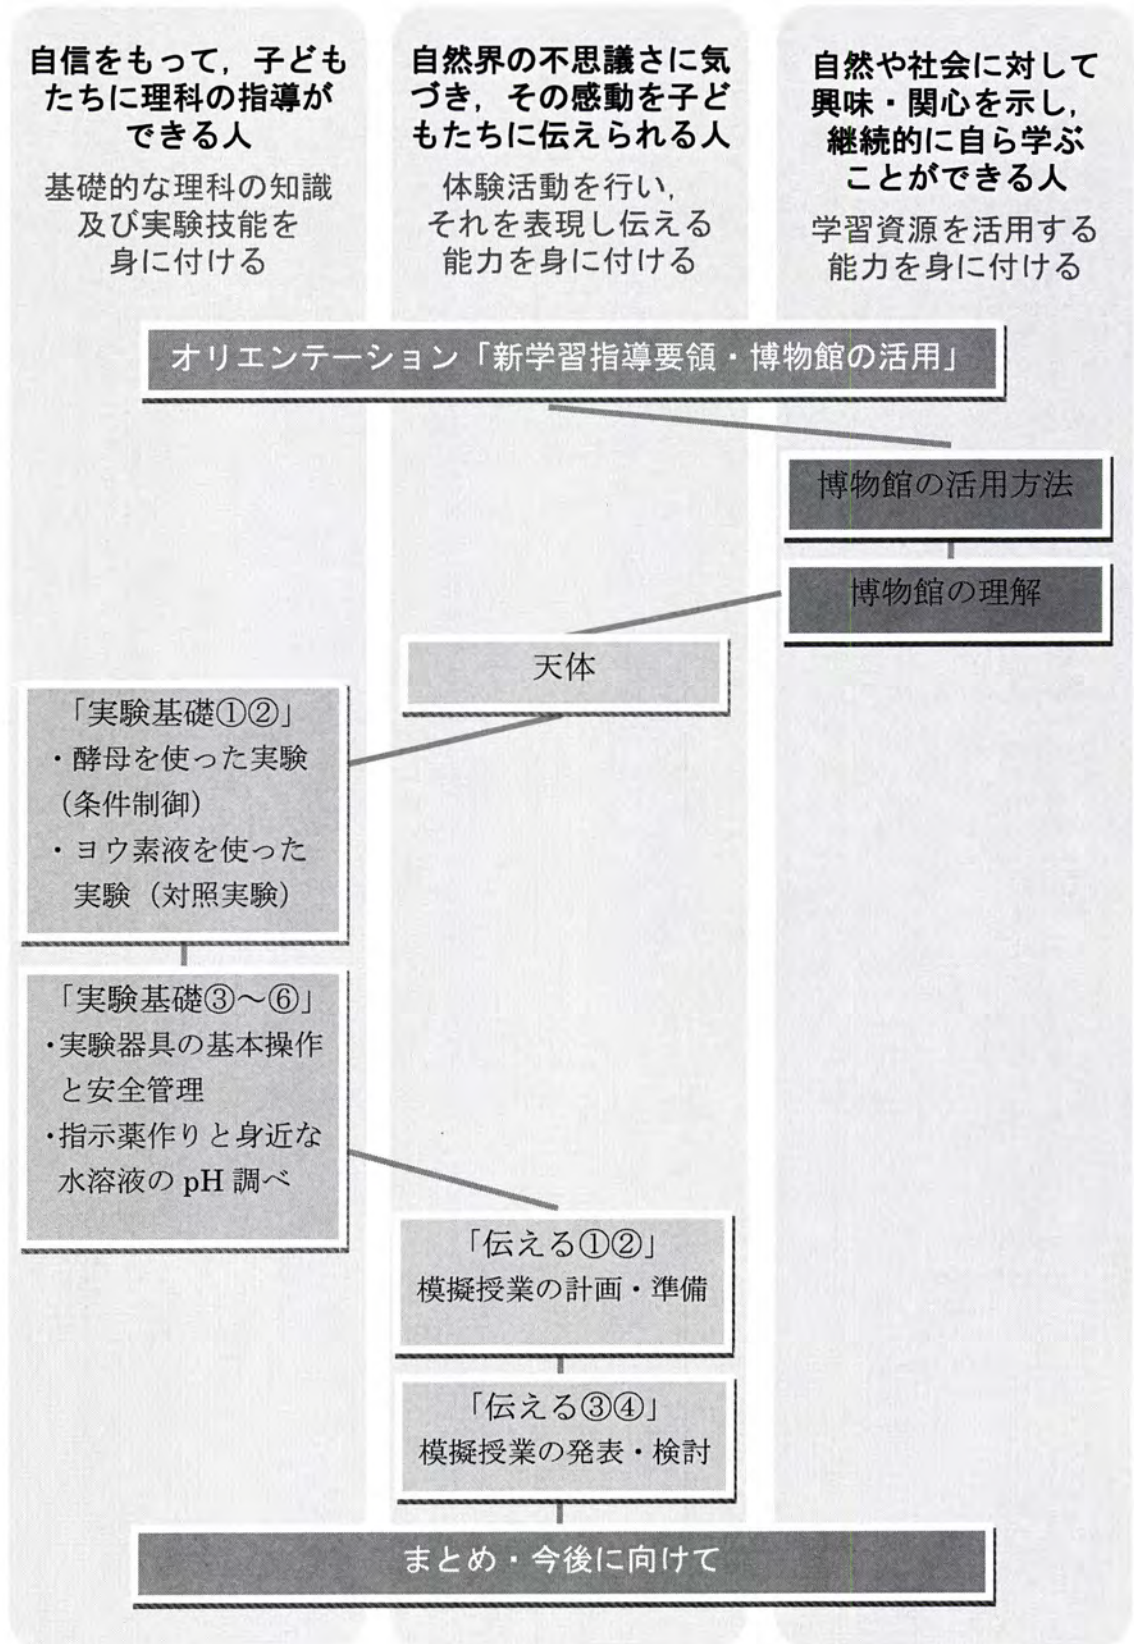 自信をもって，子ども
たちに理科の指導が
できる人
基礎的な理科の知識
及び実験技能を
身に付ける
自然界の不思議さに気
づき，その感動を子ど
もたちに伝えられる人
体験活動を行い，
それを表現し伝える
能力を身に付ける
自然や社会に対して
興味・関心を示し，
継続的に自ら学ぶ
ことができる人
学習資源を活用する
能力を身に付ける
オリエンテーション「新学習指導要領・博物館の活用」
博物館の活用方法
博物館の理解
天体
「実験基礎①②」
・酵母を使った実験
（条件制御）
・ヨウ素液を使った
実験（対照実験）
「実験基礎③～⑥」
・実験器具の基本操作
と安全管理
・指示薬作りと身近な
水溶液の pH 調べ
「伝える①②」
模擬授業の計画・準備
「伝える③④」
模擬授業の発表・検討
まとめ・今後に向けて